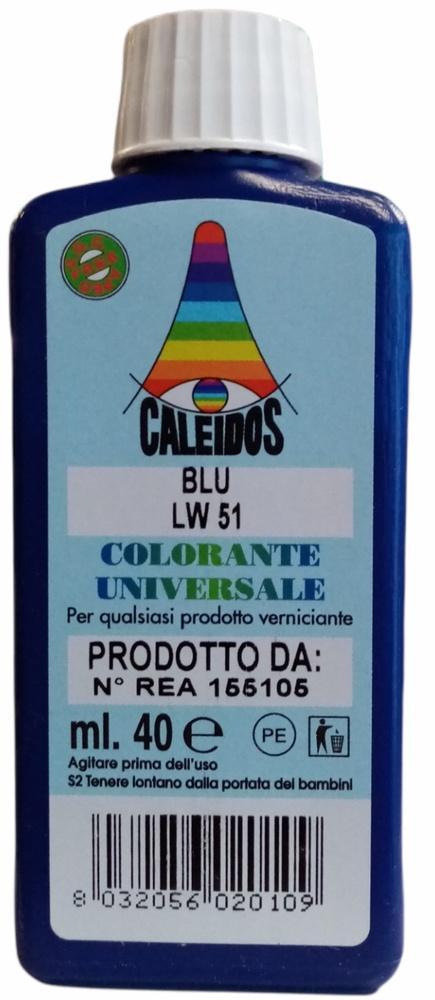 CALEIDOS
BLU
LW 51
COLORANTE
UNIVERSALE
Per qualsiasi prodotto verniciante
PRODOTTO DA:
N° REA 155105
ml. 40 e
PE
Agitare prima dell'uso
S2 Tenere lontano dalla portata dei bambini
8 032056 020109